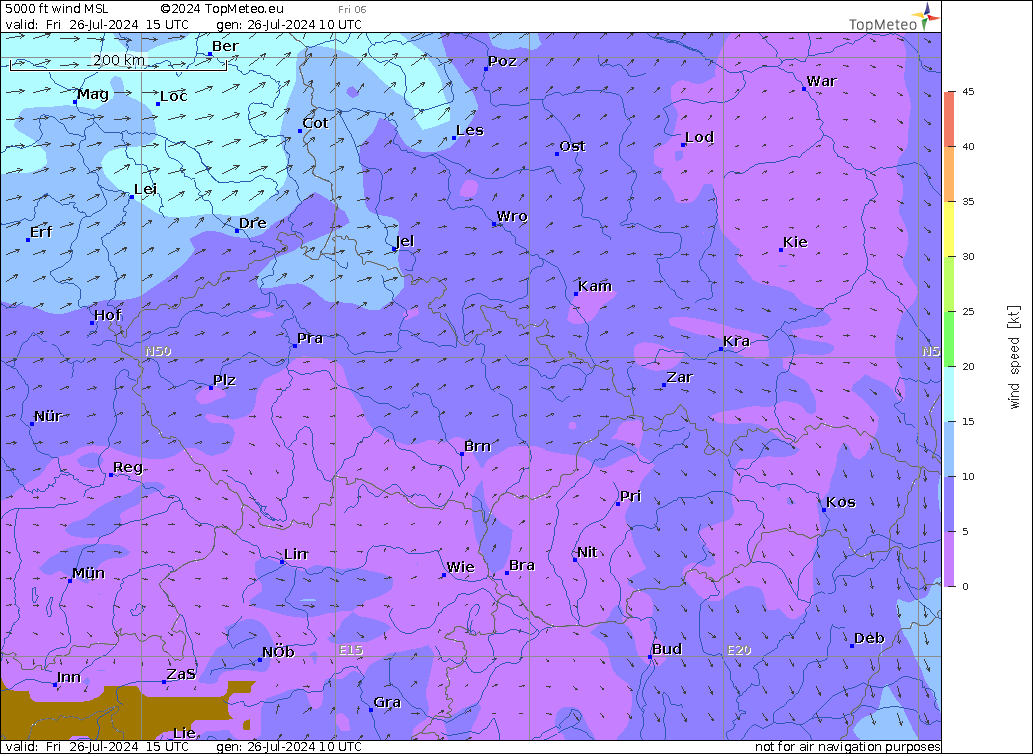 5000 ft wind MSL ©2024 TopMeteo.eu Fri 06
valid: Fri 26-Jul-2024 15 UTC gen: 26-Jul-2024 10 UTC
TopMeteo
Ber
200 km
Poz
War
Mag
Loc
45
Cot
Les
Lod
Ost
40
Lei
35
Wro
Dre
Erf
Jel
Kie
30
Kam
Hof
25
Pra
Kra
N50
N5
20
Zar
Plz
Nür
15
Brn
Reg
10
Pri
Kos
5
Lin
Nit
Wie
Bra
Mün
0
wind speed [kt]
Deb
NÖb
E15
Bud
E20
Inn
ZaS
Gra
Lie
valid: Fri 26-Jul-2024 15 UTC gen: 26-Jul-2024 10 UTC
not for air navigation purposes